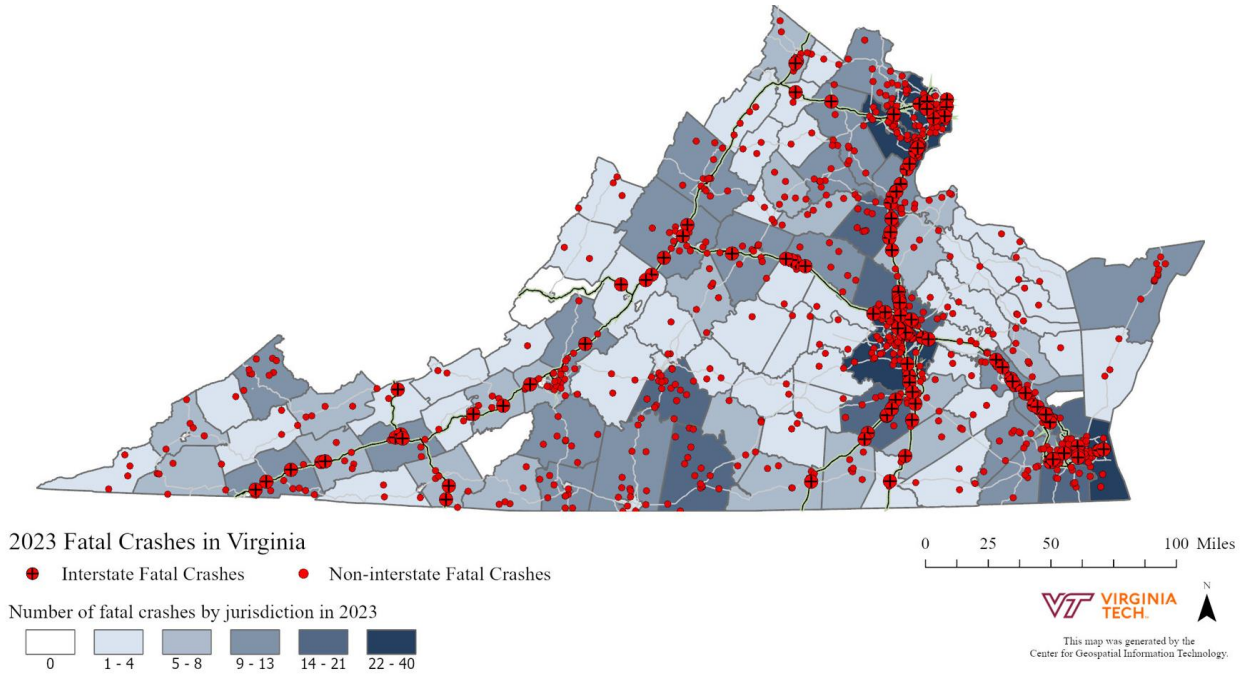 2023 Fatal Crashes in Virginia
Interstate Fatal Crashes
Non-interstate Fatal Crashes
Number of fatal crashes by jurisdiction in 2023
0
1 - 4
5 - 8
9 - 13
14 - 21
22 - 40
0 25 50 100 Miles
VT VIRGINIA
TECH™
N
This map was generated by the
Center for Geospatial Information Technology.